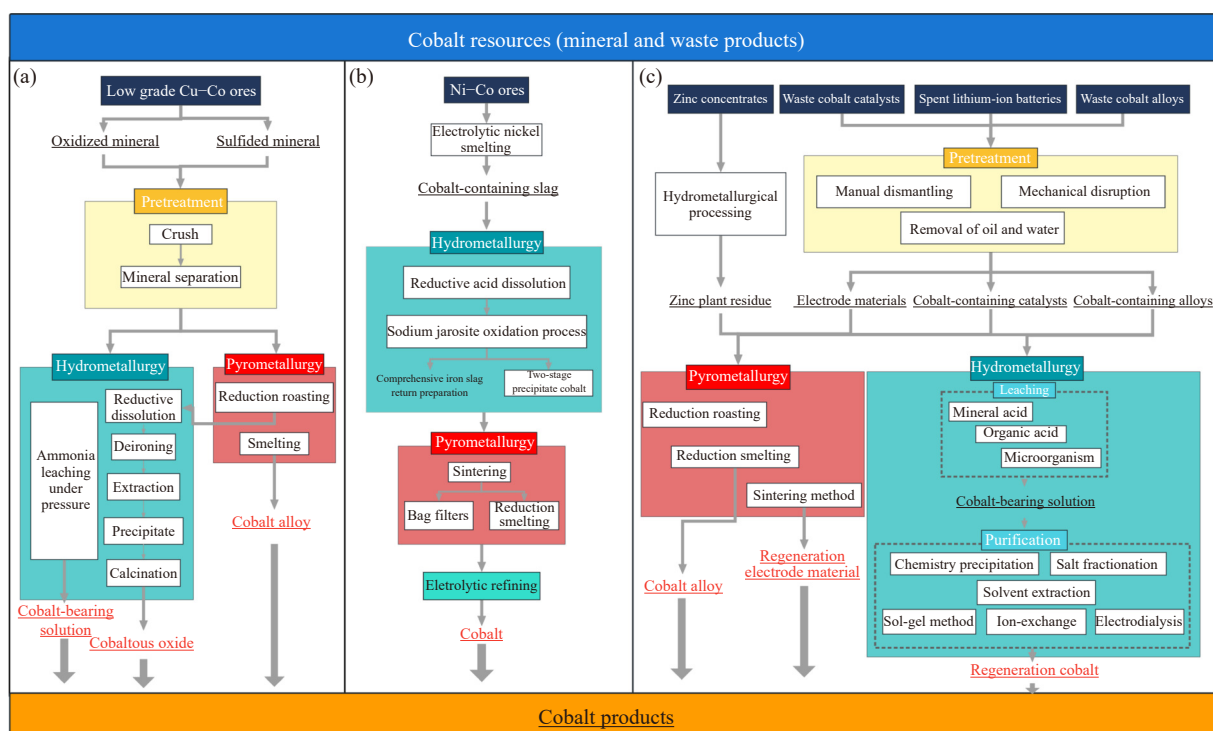 Cobalt resources (mineral and waste products)
(a)
Low grade Cu−Co ores
Oxidized mineral
Sulfided mineral
Pretreatment
Crush
Mineral separation
Hydrometallurgy
Pyrometallurgy
Reductive
dissolution
Reduction roasting
Deironing
Smelting
Ammonia
leaching
under
pressure
Extraction
Precipitate
Calcination
Cobalt alloy
Cobalt-bearing
solution
Cobaltous oxide
(b)
Ni−Co ores
Electrolytic nickel
smelting
Cobalt-containing slag
Hydrometallurgy
Reductive acid dissolution
Sodium jarosite oxidation process
Comprehensive iron slag
return preparation
Two-stage
precipitate cobalt
Pyrometallurgy
Sintering
Bag filters
Reduction
smelting
Eletrolytic refining
Cobalt
(c)
Zinc concentrates
Waste cobalt catalysts
Spent lithium-ion batteries
Waste cobalt alloys
Pretreatment
Manual dismantling
Mechanical disruption
Removal of oil and water
Hydrometallurgical
processing
Zinc plant residue
Electrode materials
Cobalt-containing catalysts
Cobalt-containing alloys
Pyrometallurgy
Reduction roasting
Reduction smelting
Sintering method
Cobalt alloy
Regeneration
electrode material
Hydrometallurgy
Leaching
Mineral acid
Organic acid
Microorganism
Cobalt-bearing solution
Purification
Chemistry precipitation
Salt fractionation
Solvent extraction
Sol-gel method
Ion-exchange
Electrodialysis
Regeneration cobalt
Cobalt products